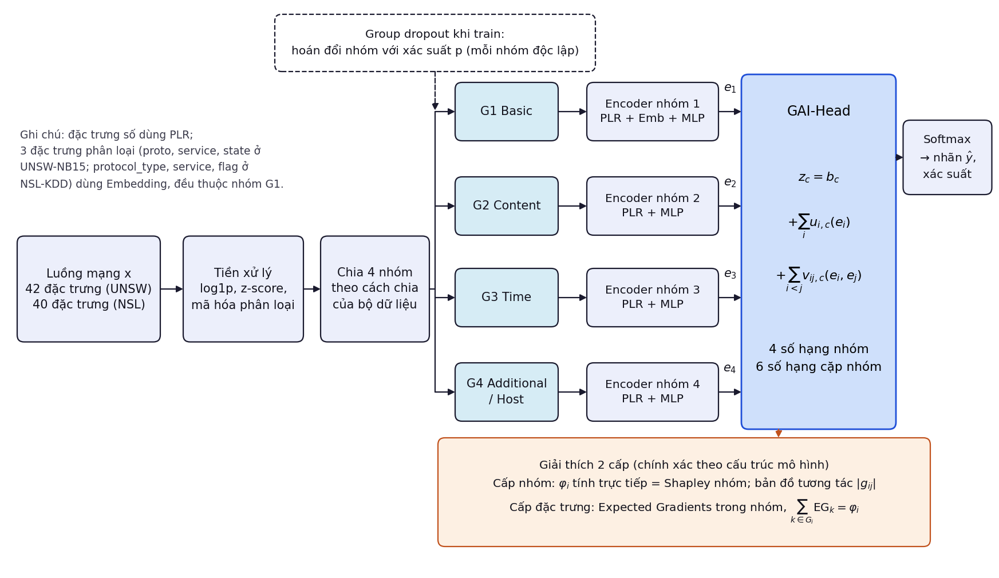 Group dropout khi train:
hoán đổi nhóm với xác suất p (mỗi nhóm độc lập)
Ghi chú: đặc trưng số dùng PLR;
3 đặc trưng phân loại (proto, service, state ở
UNSW-NB15; protocol_type, service, flag ở
NSL-KDD) dùng Embedding, đều thuộc nhóm G1.
Luồng mạng x
42 đặc trưng (UNSW)
40 đặc trưng (NSL)
Tiền xử lý
log1p, z-score,
mã hóa phân loại
Chia 4 nhóm
theo cách chia
của bộ dữ liệu
G1 Basic
Encoder nhóm 1
PLR + Emb + MLP
e₁
G2 Content
Encoder nhóm 2
PLR + MLP
e₂
G3 Time
Encoder nhóm 3
PLR + MLP
e₃
G4 Additional
/ Host
Encoder nhóm 4
PLR + MLP
e₄
GAI-Head
z_c = b_c
+∑_i u_{i,c}(e_i)
+∑_{i<j} v_{ij,c}(e_i, e_j)
4 số hạng nhóm
6 số hạng cặp nhóm
Softmax
→ nhãn ŷ,
xác suất
Giải thích 2 cấp (chính xác theo cấu trúc mô hình)
Cấp nhóm: φ_i tính trực tiếp = Shapley nhóm; bản đồ tương tác |g_{ij}|
Cấp đặc trưng: Expected Gradients trong nhóm, ∑_{k∈G_i} EG_k = φ_i